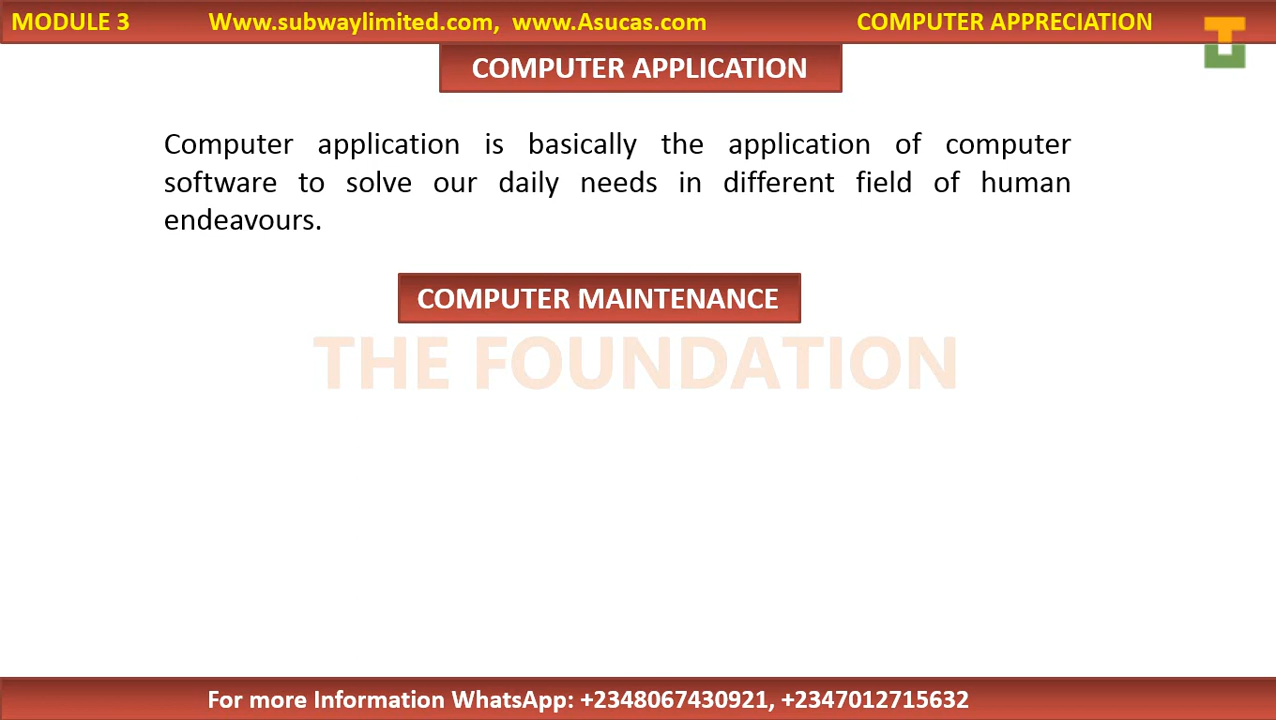 MODULE 3 Www.subwaylimited.com, www.Asucas.com COMPUTER APPRECIATION
COMPUTER APPLICATION
Computer application is basically the application of computer
software to solve our daily needs in different field of human
endeavours.
COMPUTER MAINTENANCE
THE FOUNDATION
For more Information WhatsApp: +2348067430921, +2347012715632